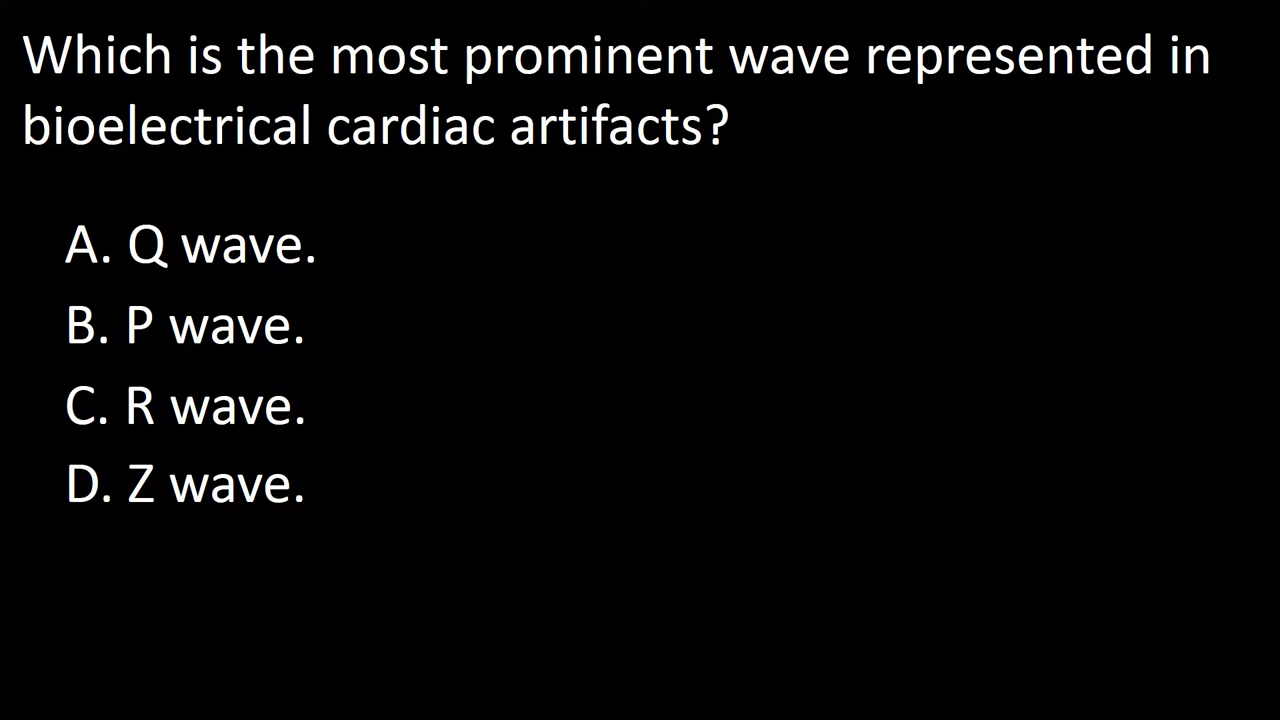 Which is the most prominent wave represented in
bioelectrical cardiac artifacts?
A. Q wave.
B. P wave.
C. R wave.
D. Z wave.